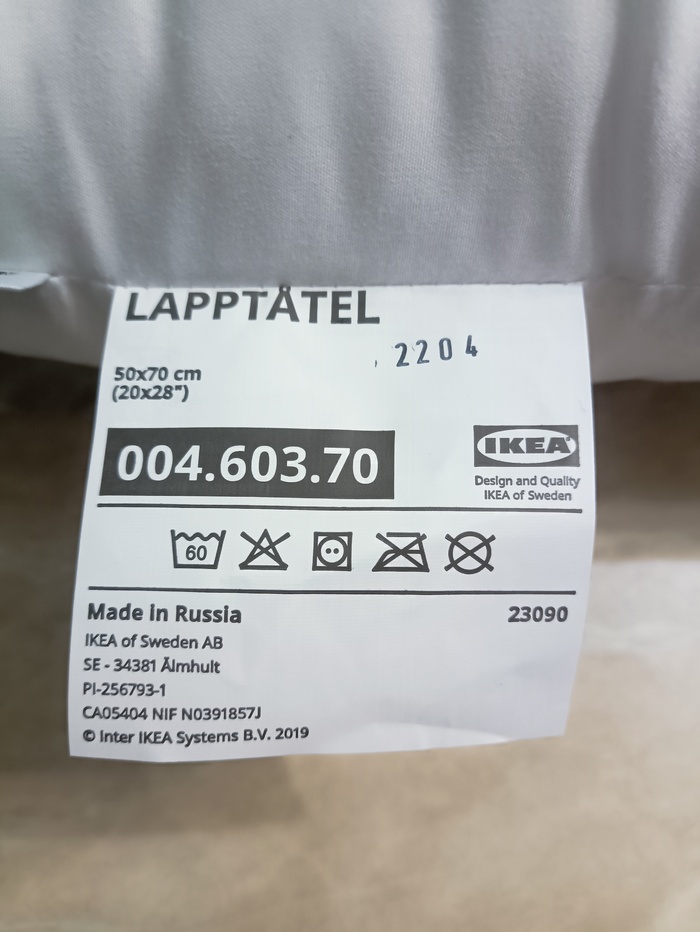 LAPPTÅTEL
2204
50x70 cm
(20x28")
004.603.70
IKEA®
Design and Quality
IKEA of Sweden
60
Made in Russia
23090
IKEA of Sweden AB
SE - 34381 Älmhult
PI-256793-1
CA05404 NIF N0391857J
© Inter IKEA Systems B.V. 2019